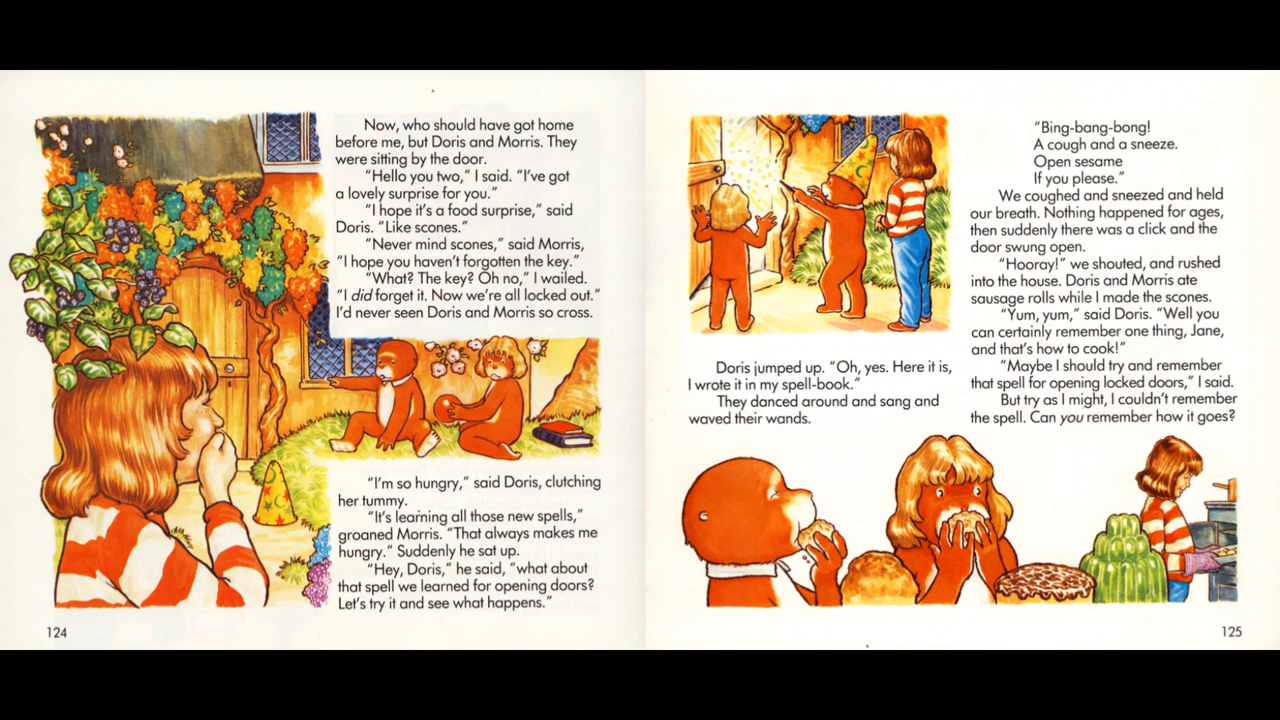 Now, who should have got home
before me, but Doris and Morris. They
were sitting by the door.
“Hello you two,” I said. “I’ve got
a lovely surprise for you.”
“I hope it’s a food surprise,” said
Doris. “Like scones.”
“Never mind scones,” said Morris,
“I hope you haven’t forgotten the key.”
“What? The key? Oh no,” I wailed.
“I did forget it. Now we’re all locked out.”
I’d never seen Doris and Morris so cross.
“I’m so hungry,” said Doris, clutching
her tummy.
“It’s learning all those new spells,”
groaned Morris. “That always makes me
hungry.” Suddenly he sat up.
“Hey, Doris,” he said, “what about
that spell we learned for opening doors?
Let’s try it and see what happens.”
124
Doris jumped up. “Oh, yes. Here it is,
I wrote it in my spell-book.”
They danced around and sang and
waved their wands.
“Bing-bang-bong!
A cough and a sneeze.
Open sesame
If you please.”
We coughed and sneezed and held
our breath. Nothing happened for ages,
then suddenly there was a click and the
door swung open.
“Hooray!” we shouted, and rushed
into the house. Doris and Morris ate
sausage rolls while I made the scones.
“Yum, yum,” said Doris. “Well you
can certainly remember one thing, Jane,
and that’s how to cook!”
“Maybe I should try and remember
that spell for opening locked doors,” I said.
But try as I might, I couldn’t remember
the spell. Can you remember how it goes?
125